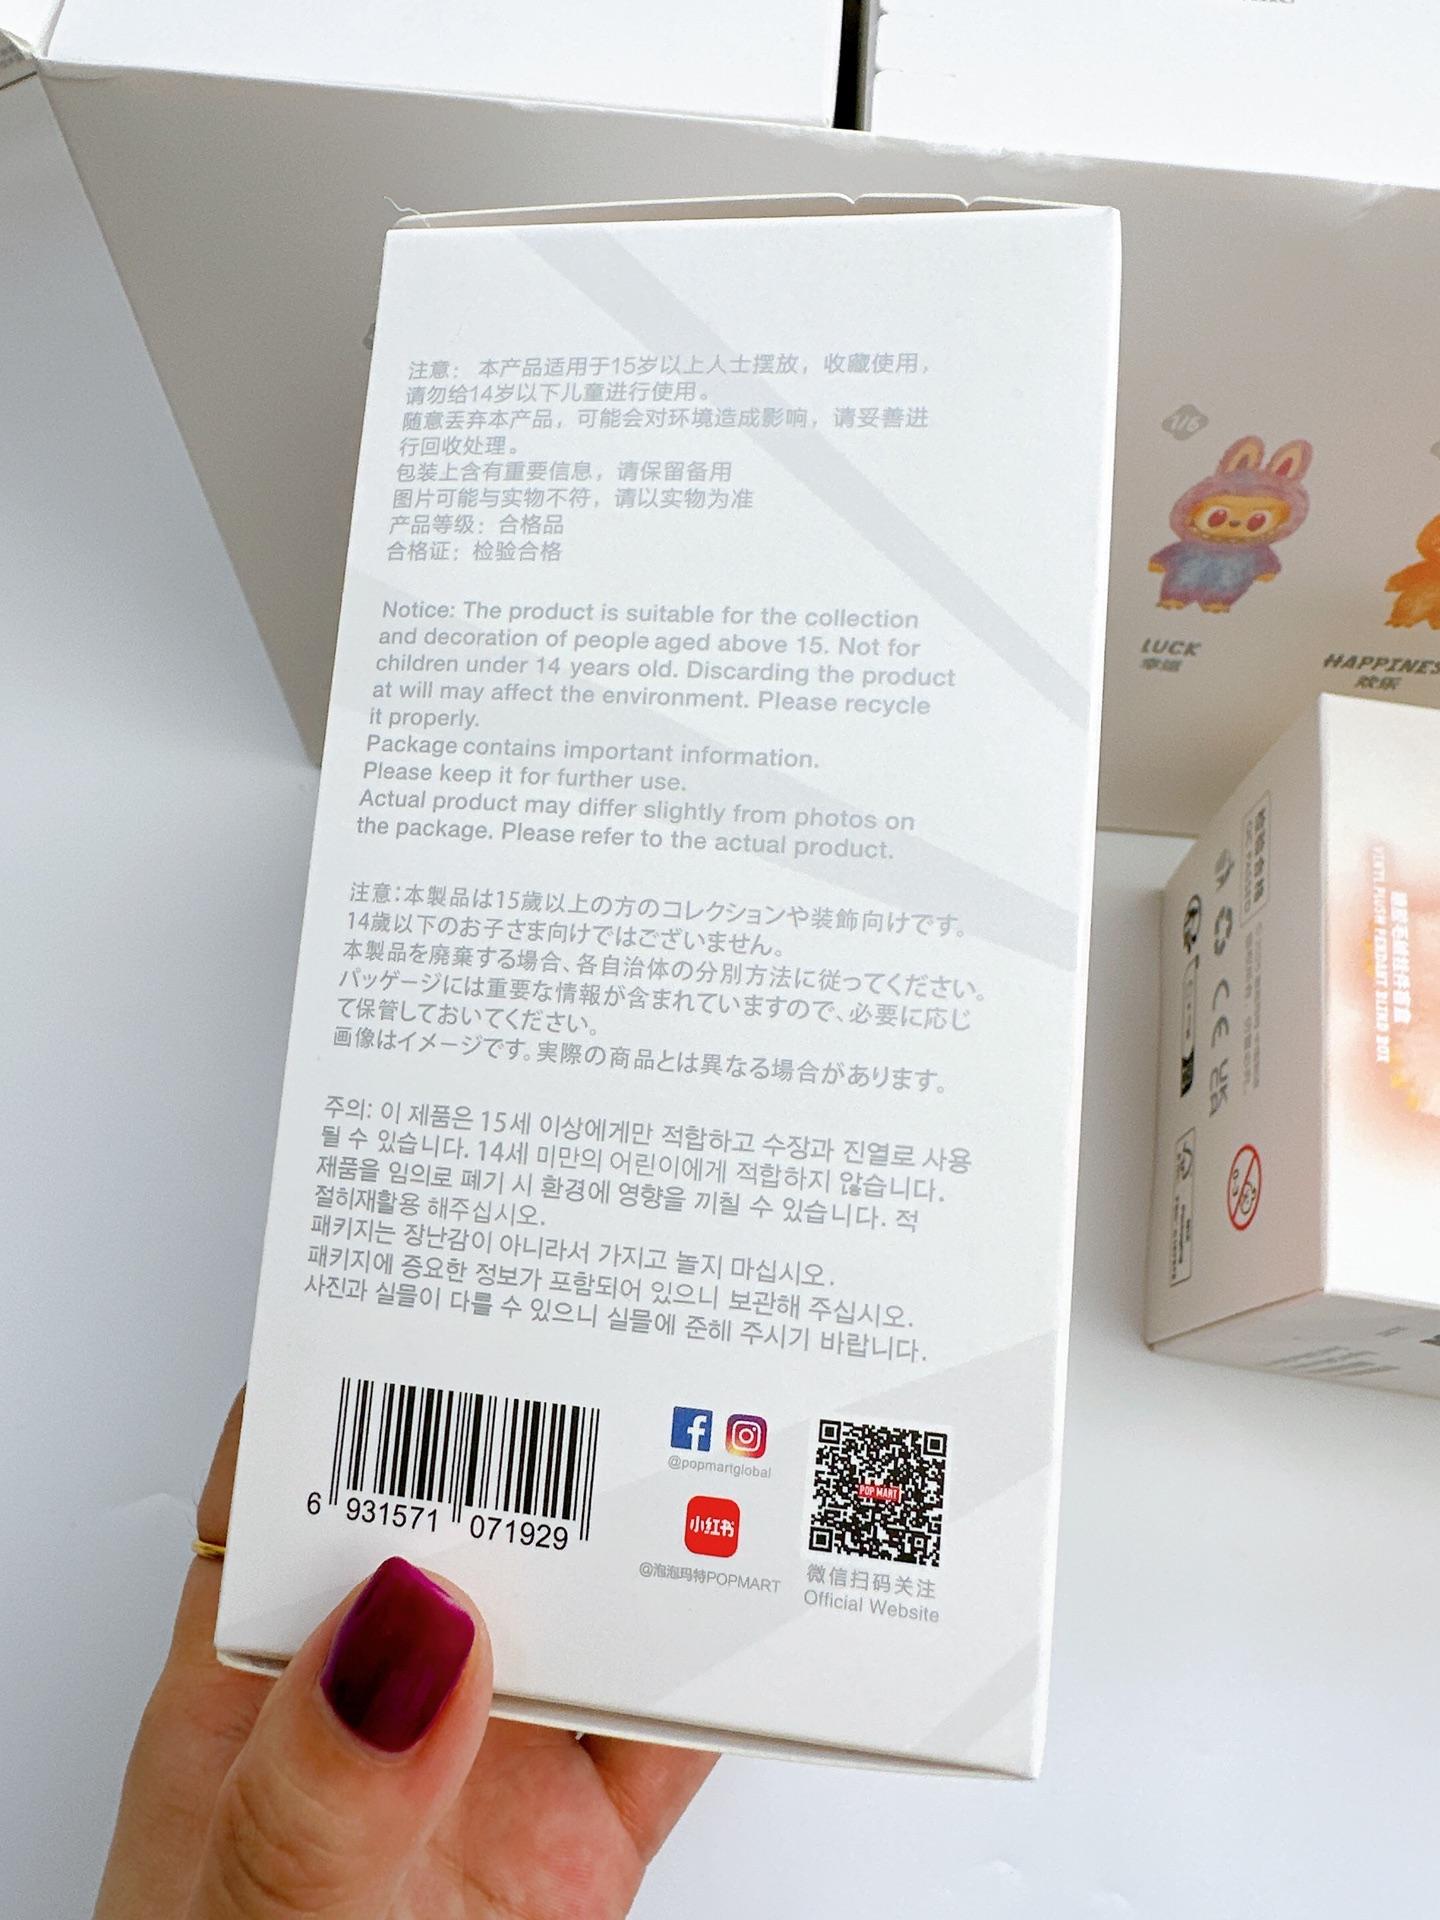 注意： 本产品适用于15岁以上人士摆放，收藏使用，
请勿给14岁以下儿童进行使用。
随意丢弃本产品，可能会对环境造成影响，请妥善进
行回收处理。
包装上含有重要信息，请保留备用
图片可能与实物不符，请以实物为准
产品等级：合格品
合格证：检验合格
Notice: The product is suitable for the collection
and decoration of people aged above 15. Not for
children under 14 years old. Discarding the product
at will may affect the environment. Please recycle
it properly.
Package contains important information.
Please keep it for further use.
Actual product may differ slightly from photos on
the package. Please refer to the actual product.
注意：本製品は15歳以上の方のコレクションや装飾向けです。
14歳以下のお子さま向けではございません。
本製品を廃棄する場合、各自治体の分別方法に従ってください。
パッケージには重要な情報が含まれていますので、必要に応じ
て保管しておいてください。
画像はイメージです。実際の商品とは異なる場合があります。
주의: 이 제품은 15세 이상에게만 적합하고 수장과 진열로 사용
될 수 있습니다. 14세 미만의 어린이에게 적합하지 않습니다.
제품을 임의로 폐기 시 환경에 영향을 끼칠 수 있습니다. 적
절히재활용 해주십시오.
패키지는 장난감이 아니라서 가지고 놀지 마십시오.
패키지에 중요한 정보가 포함되어 있으니 보관해 주십시오.
사진과 실물이 다를 수 있으니 실물에 준해 주시기 바랍니다.
6 931571 071929
@popmartglobal
小红书
@泡泡玛特POPMART
POP MART
微信扫码关注
Official Website
1/6
LUCK
幸运
HAPPINES
欢乐
VINYL PLUSH PENDANT BLIND BOX